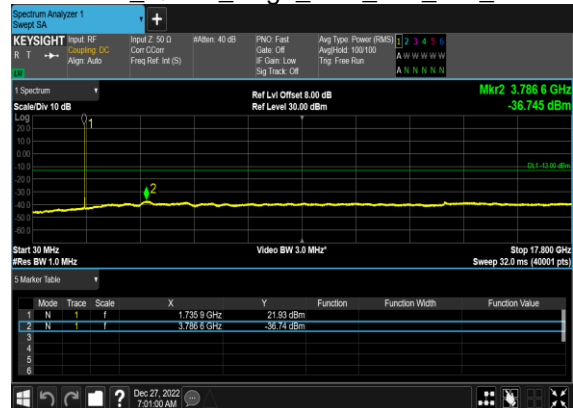 Spectrum Analyzer 1
Swept SA
+
KEYSIGHT Input: RF Input Z: 50 Ω #Atten: 40 dB PNO: Fast Avg Type: Power (RMS) 1 2 3 4 5 6
R T Coupling: DC Corr CCorr Gate: Off Avg|Hold: 100/100 A W W W W W
Align: Auto Freq Ref: Int (S) IF Gain: Low Trig: Free Run
Sig Track: Off A N N N N N
1 Spectrum Ref Lvl Offset 8.00 dB Mkr2 3.786 6 GHz
Scale/Div 10 dB Ref Level 30.00 dBm -36.745 dBm
Log
1
20.0
10.0
0.00
-10.0
DL1 -13.00 dBm
-20.0
2
-30.0
-40.0
-50.0
-60.0
Start 30 MHz Video BW 3.0 MHz* Stop 17.800 GHz
#Res BW 1.0 MHz Sweep 32.0 ms (40001 pts)
5 Marker Table
Mode Trace Scale X Y Function Function Width Function Value
1 N 1 f 1.735 9 GHz 21.93 dBm
2 N 1 f 3.786 6 GHz -36.74 dBm
3
4
5
6
? Dec 27, 2022
7:01:00 AM